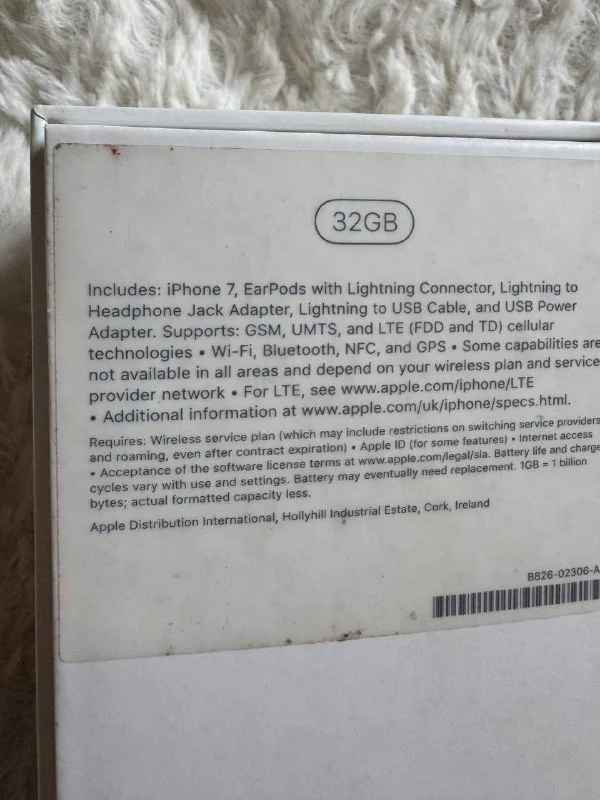 32GB
Includes: iPhone 7, EarPods with Lightning Connector, Lightning to
Headphone Jack Adapter, Lightning to USB Cable, and USB Power
Adapter. Supports: GSM, UMTS, and LTE (FDD and TD) cellular
technologies • Wi-Fi, Bluetooth, NFC, and GPS • Some capabilities are
not available in all areas and depend on your wireless plan and service
provider network • For LTE, see www.apple.com/iphone/LTE
• Additional information at www.apple.com/uk/iphone/specs.html.
Requires: Wireless service plan (which may include restrictions on switching service providers
and roaming, even after contract expiration) • Apple ID (for some features) • Internet access
• Acceptance of the software license terms at www.apple.com/legal/sla. Battery life and charge
cycles vary with use and settings. Battery may eventually need replacement. 1GB = 1 billion
bytes; actual formatted capacity less.
Apple Distribution International, Hollyhill Industrial Estate, Cork, Ireland
B826-02306-A